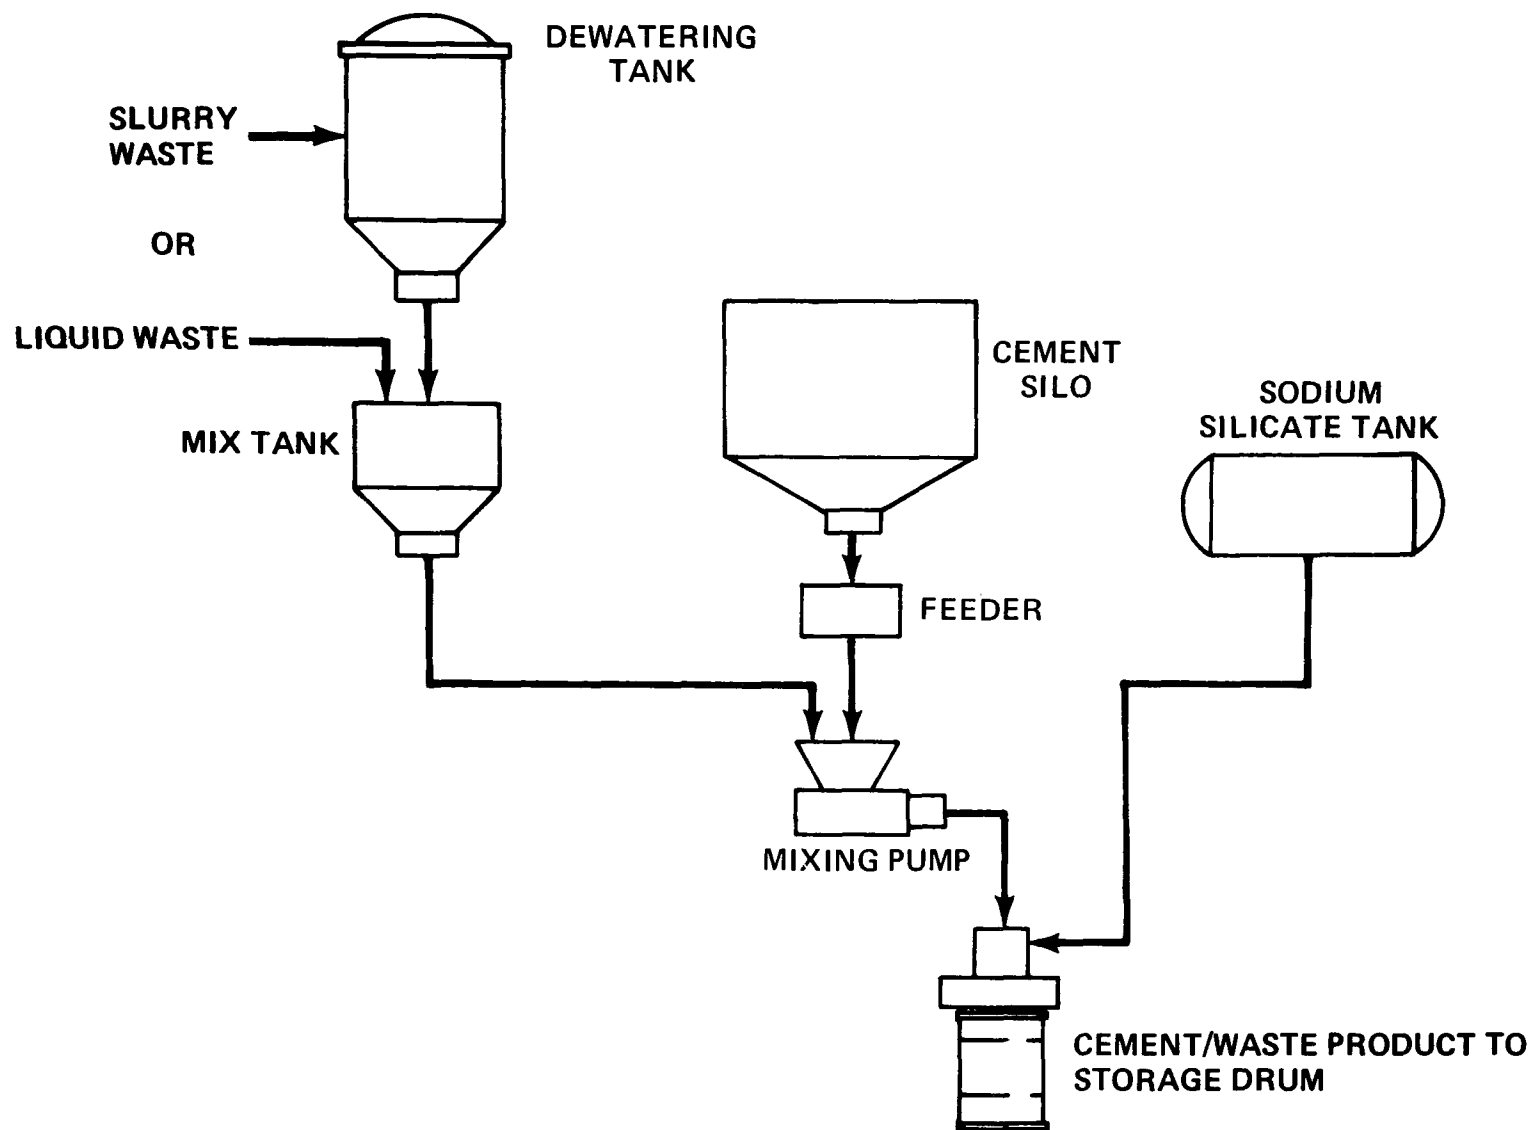 DEWATERING
TANK
SLURRY
WASTE
OR
LIQUID WASTE
MIX TANK
CEMENT
SILO
SODIUM
SILICATE TANK
FEEDER
MIXING PUMP
CEMENT/WASTE PRODUCT TO
STORAGE DRUM